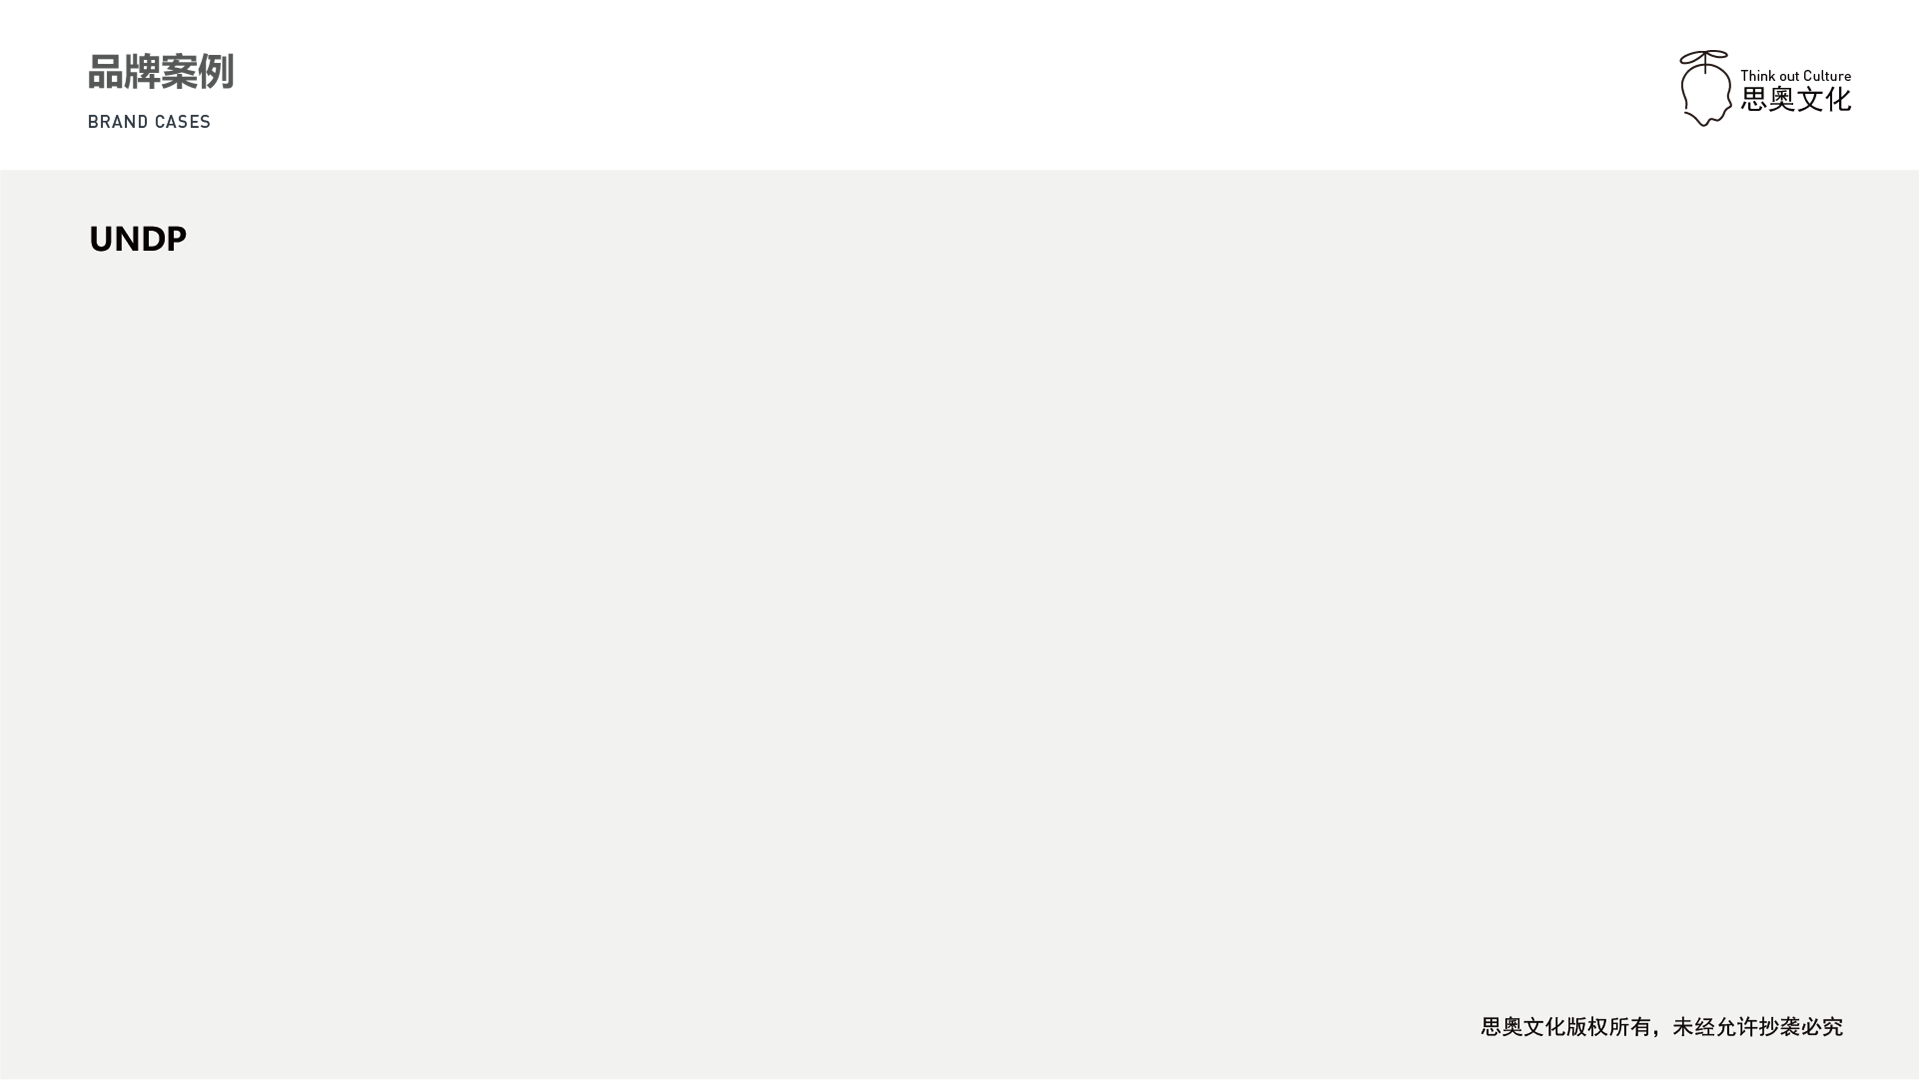 品牌案例
BRAND CASES
Think out Culture
思奥文化
UNDP
思奥文化版权所有，未经允许抄袭必究